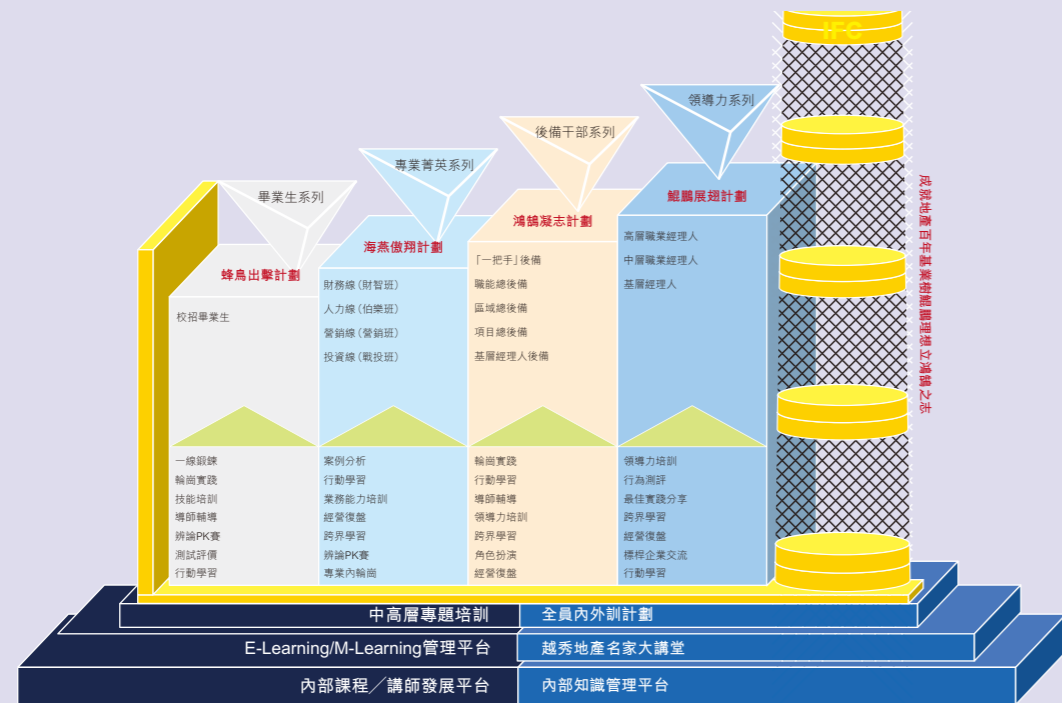 IFC
領導力系列
後備干部系列
專業菁英系列
畢業生系列
鯤鵬展翅計劃
高層職業經理人
中層職業經理人
基層經理人
鴻鵠凝志計劃
「一把手」後備
職能總後備
區域總後備
項目總後備
基層經理人後備
海燕傲翔計劃
財務線（財智班）
人力線（伯樂班）
營銷線（營銷班）
投資線（戰投班）
蜂鳥出擊計劃
校招畢業生
成就地產百年基業樹鯤鵬理想立鴻鵠之志
一線鍛鍊
輪崗實踐
技能培訓
導師輔導
辨論PK賽
測試評價
行動學習
案例分析
行動學習
業務能力培訓
經營復盤
跨界學習
辨論PK賽
專業內輪崗
輪崗實踐
行動學習
導師輔導
領導力培訓
跨界學習
角色扮演
經營復盤
領導力培訓
行為測評
最佳實踐分享
跨界學習
經營復盤
標桿企業交流
行動學習
中高層專題培訓
全員內外訓計劃
E-Learning/M-Learning管理平台
越秀地產名家大講堂
內部課程／講師發展平台
內部知識管理平台